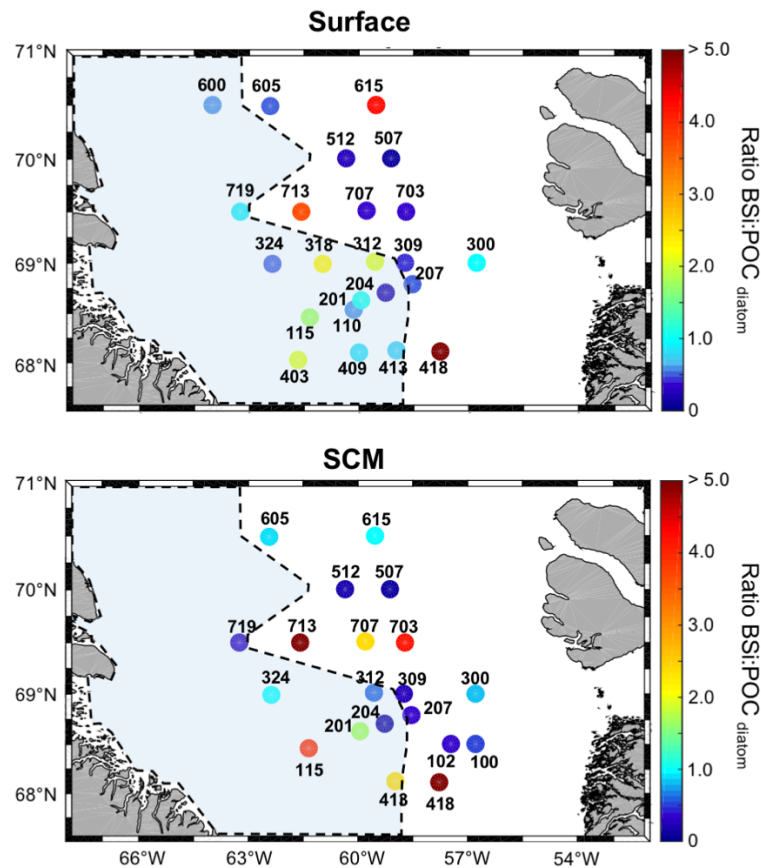 Surface
71°N
70°N
69°N
68°N
600 605 615
512 507
719 713 707 703
324 318 312 309 300
207
204
201
115 110
403 409 413 418
> 5.0
4.0
3.0
2.0
1.0
0
Ratio BSi:POC diatom
SCM
71°N
70°N
69°N
68°N
605 615
512 507
719 713 707 703
324 312 309 300
204 207
201
115 102 100
413 418
66°W 63°W 60°W 57°W 54°W
> 5.0
4.0
3.0
2.0
1.0
0
Ratio BSi:POC diatom